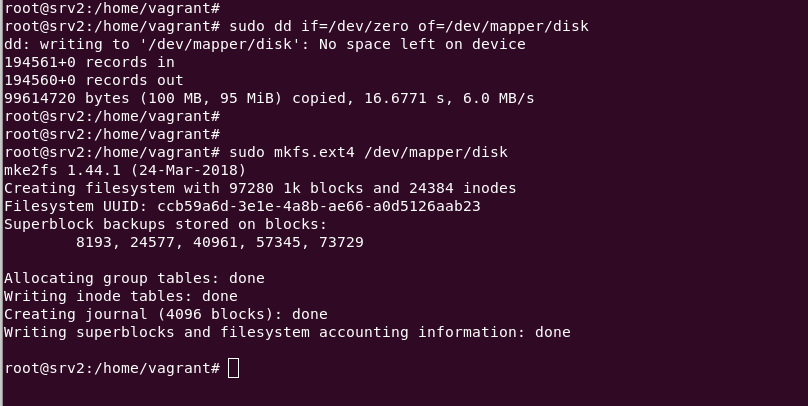 root@srv2:/home/vagrant#
root@srv2:/home/vagrant# sudo dd if=/dev/zero of=/dev/mapper/disk
dd: writing to '/dev/mapper/disk': No space left on device
194561+0 records in
194560+0 records out
99614720 bytes (100 MB, 95 MiB) copied, 16.6771 s, 6.0 MB/s
root@srv2:/home/vagrant#
root@srv2:/home/vagrant#
root@srv2:/home/vagrant# sudo mkfs.ext4 /dev/mapper/disk
mke2fs 1.44.1 (24-Mar-2018)
Creating filesystem with 97280 1k blocks and 24384 inodes
Filesystem UUID: ccb59a6d-3e1e-4a8b-ae66-a0d5126aab23
Superblock backups stored on blocks:
        8193, 24577, 40961, 57345, 73729

Allocating group tables: done
Writing inode tables: done
Creating journal (4096 blocks): done
Writing superblocks and filesystem accounting information: done

root@srv2:/home/vagrant#